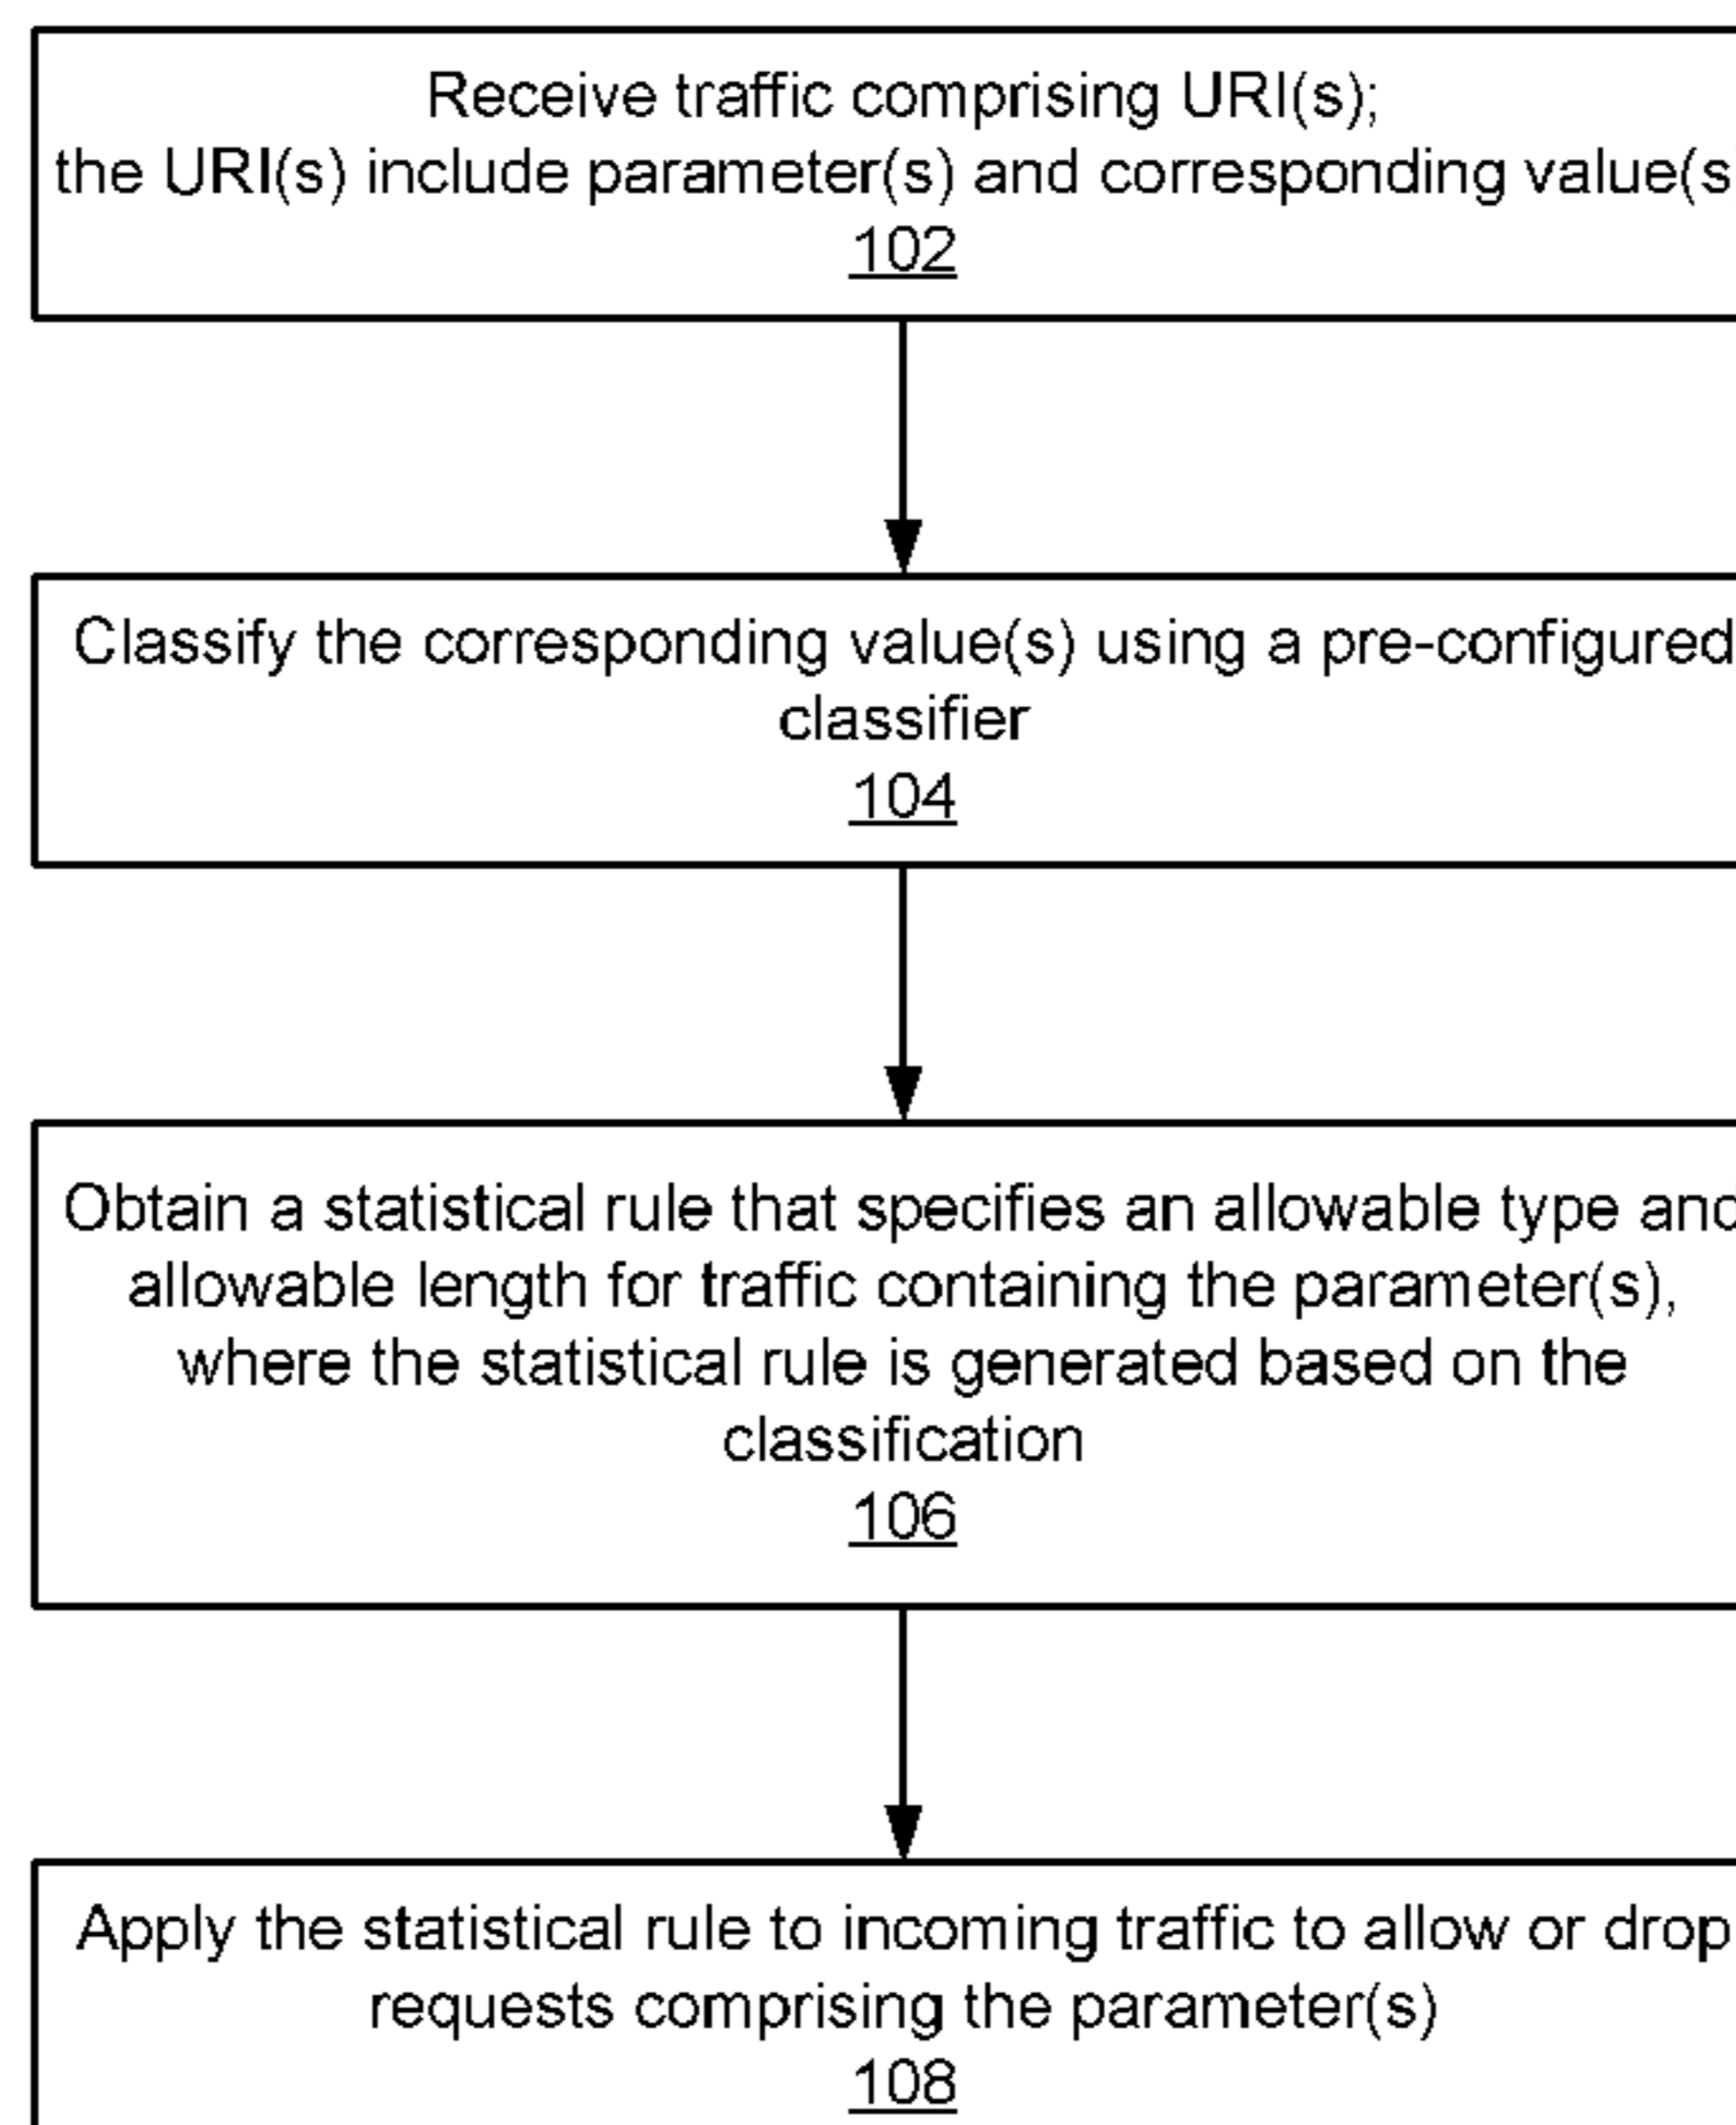 Receive traffic comprising URI(s);
the URI(s) include parameter(s) and corresponding value(s)
102
Classify the corresponding value(s) using a pre-configured
classifier
104
Obtain a statistical rule that specifies an allowable type and
allowable length for traffic containing the parameter(s),
where the statistical rule is generated based on the
classification
106
Apply the statistical rule to incoming traffic to allow or drop
requests comprising the parameter(s)
108